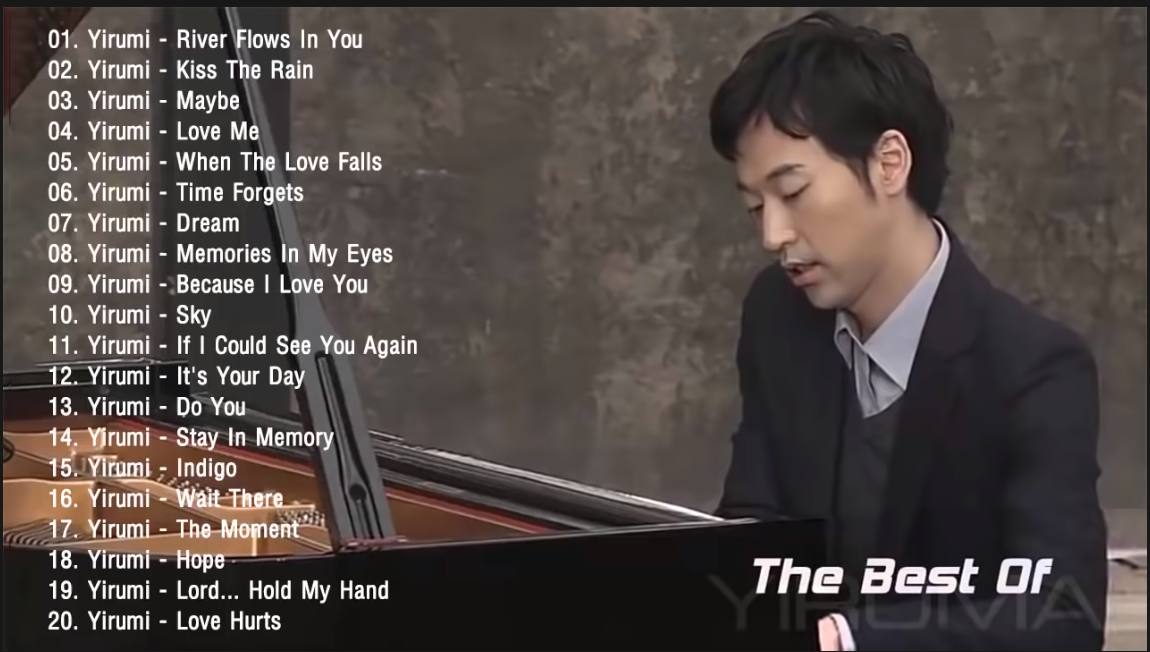 01. Yirumi - River Flows In You
02. Yirumi - Kiss The Rain
03. Yirumi - Maybe
04. Yirumi - Love Me
05. Yirumi - When The Love Falls
06. Yirumi - Time Forgets
07. Yirumi - Dream
08. Yirumi - Memories In My Eyes
09. Yirumi - Because I Love You
10. Yirumi - Sky
11. Yirumi - If I Could See You Again
12. Yirumi - It's Your Day
13. Yirumi - Do You
14. Yirumi - Stay In Memory
15. Yirumi - Indigo
16. Yirumi - Wait There
17. Yirumi - The Moment
18. Yirumi - Hope
19. Yirumi - Lord... Hold My Hand
20. Yirumi - Love Hurts
The Best Of
YIRUMA